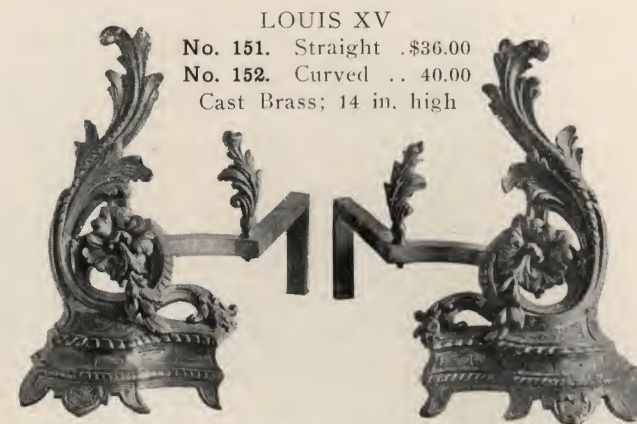 LOUIS XV
No. 151. Straight .$36.00
No. 152. Curved .. 40.00
Cast Brass; 14 in. high